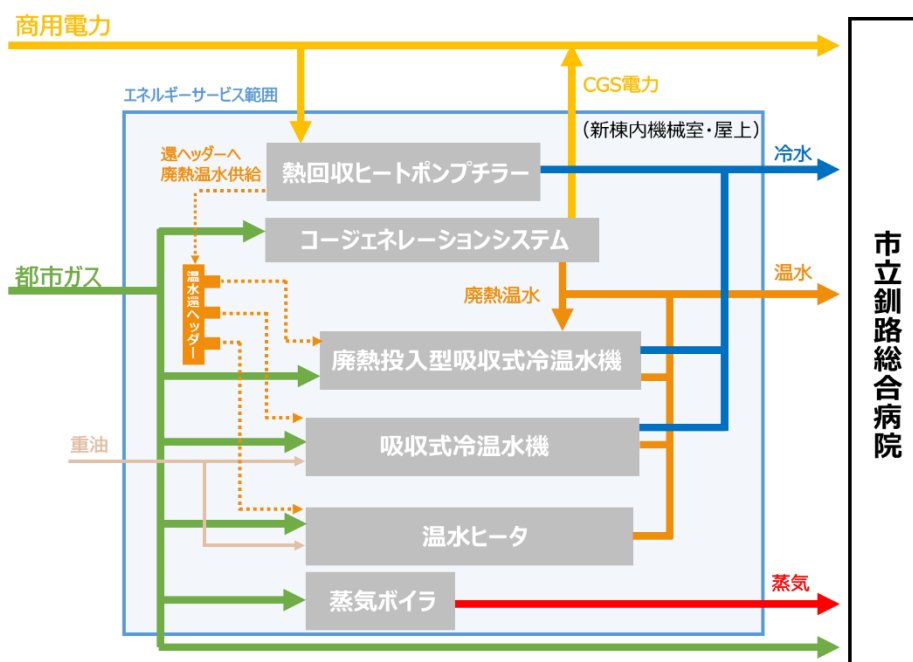 商用電力
エネルギーサービス範囲
CGS電力
(新棟内機械室・屋上)
還ヘッダーへ
廃熱温水供給
熱回収ヒートポンプチラー
冷水
コージェネレーションシステム
都市ガス
温水還ヘッダー
廃熱温水
温水
廃熱投入型吸収式冷温水機
市立釧路総合病院
吸収式冷温水機
重油
温水ヒータ
蒸気ボイラ
蒸気